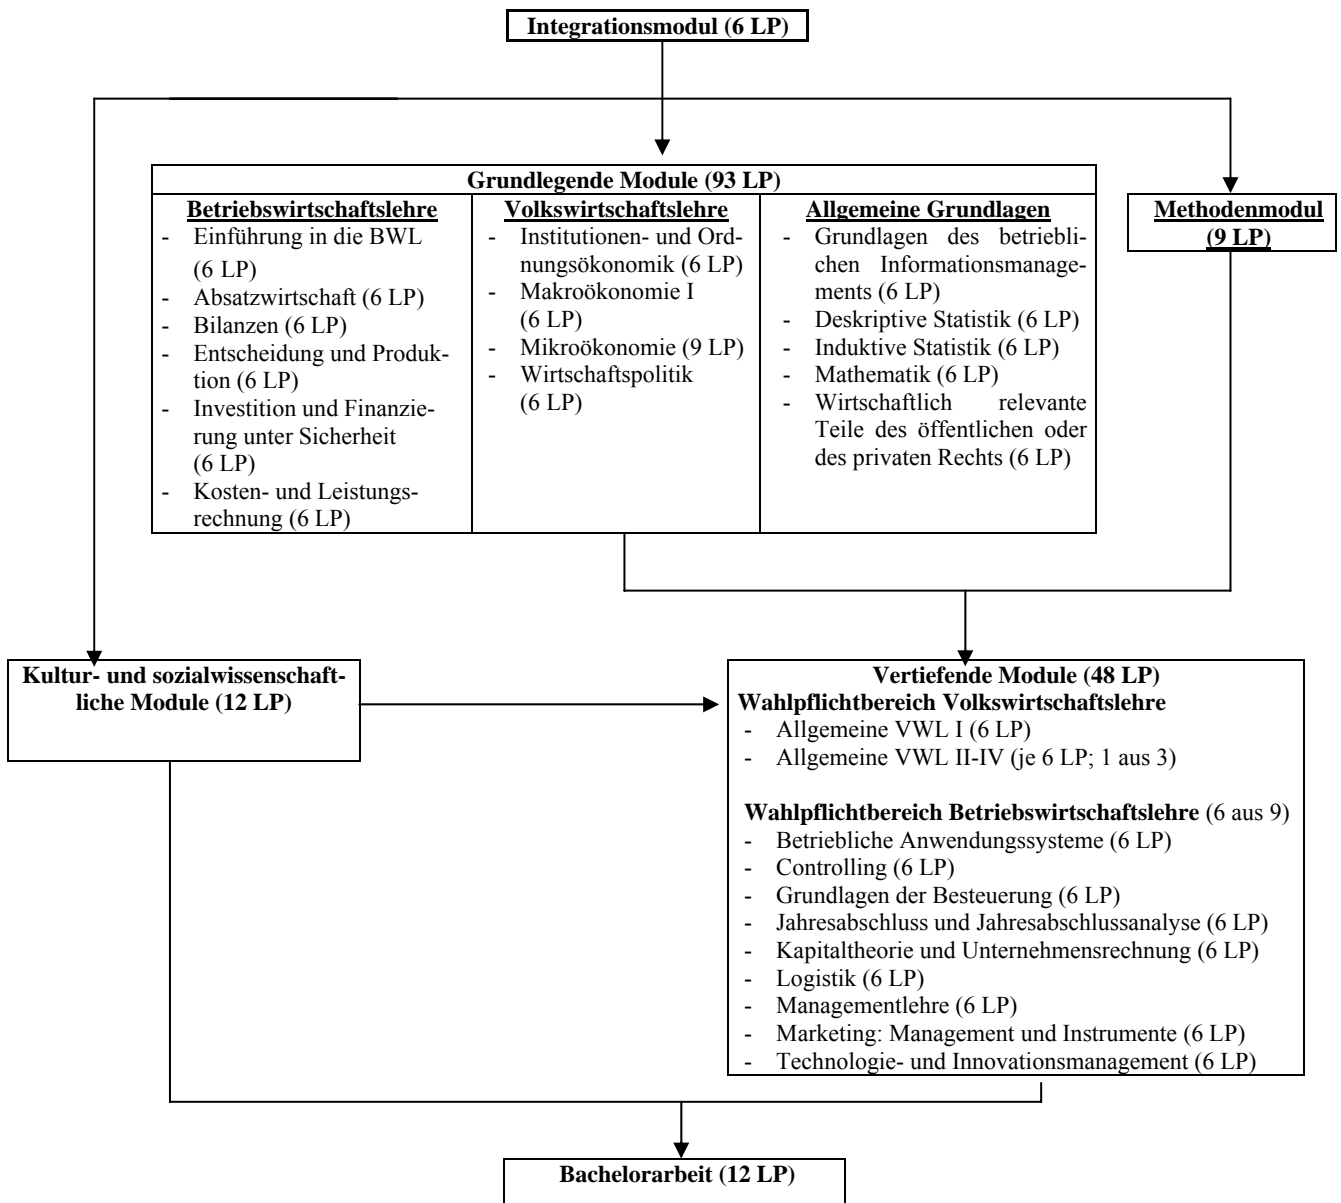 Integrationsmodul (6 LP)
Grundlegende Module (93 LP)
Betriebswirtschaftslehre
- Einführung in die BWL
(6 LP)
- Absatzwirtschaft (6 LP)
- Bilanzen (6 LP)
- Entscheidung und Produk-
tion (6 LP)
- Investition und Finanzie-
rung unter Sicherheit
(6 LP)
- Kosten- und Leistungs-
rechnung (6 LP)
Volkswirtschaftslehre
- Institutionen- und Ord-
nungsökonomik (6 LP)
- Makroökonomie I
(6 LP)
- Mikroökonomie (9 LP)
- Wirtschaftspolitik
(6 LP)
Allgemeine Grundlagen
- Grundlagen des betriebli-
chen Informationsmanage-
ments (6 LP)
- Deskriptive Statistik (6 LP)
- Induktive Statistik (6 LP)
- Mathematik (6 LP)
- Wirtschaftlich relevante
Teile des öffentlichen oder
des privaten Rechts (6 LP)
Methodenmodul
(9 LP)
Kultur- und sozialwissenschaft-
liche Module (12 LP)
Vertiefende Module (48 LP)
Wahlpflichtbereich Volkswirtschaftslehre
- Allgemeine VWL I (6 LP)
- Allgemeine VWL II-IV (je 6 LP; 1 aus 3)
Wahlpflichtbereich Betriebswirtschaftslehre (6 aus 9)
- Betriebliche Anwendungssysteme (6 LP)
- Controlling (6 LP)
- Grundlagen der Besteuerung (6 LP)
- Jahresabschluss und Jahresabschlussanalyse (6 LP)
- Kapitaltheorie und Unternehmensrechnung (6 LP)
- Logistik (6 LP)
- Managementlehre (6 LP)
- Marketing: Management und Instrumente (6 LP)
- Technologie- und Innovationsmanagement (6 LP)
Bachelorarbeit (12 LP)